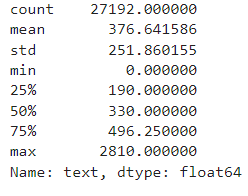 count    27192.000000
mean       376.641586
std        251.860155
min          0.000000
25%        190.000000
50%        330.000000
75%        496.250000
max       2810.000000
Name: text, dtype: float64